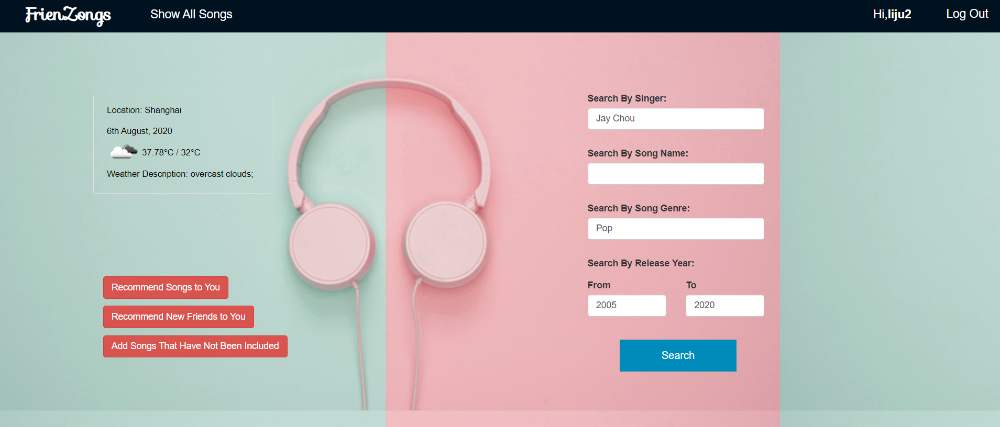 FrienZongs
Show All Songs
Hi,liju2
Log Out
Location: Shanghai
6th August, 2020
37.78°C / 32°C
Weather Description: overcast clouds;
Recommend Songs to You
Recommend New Friends to You
Add Songs That Have Not Been Included
Search By Singer:
Jay Chou
Search By Song Name:
Search By Song Genre:
Pop
Search By Release Year:
From To
2005 2020
Search